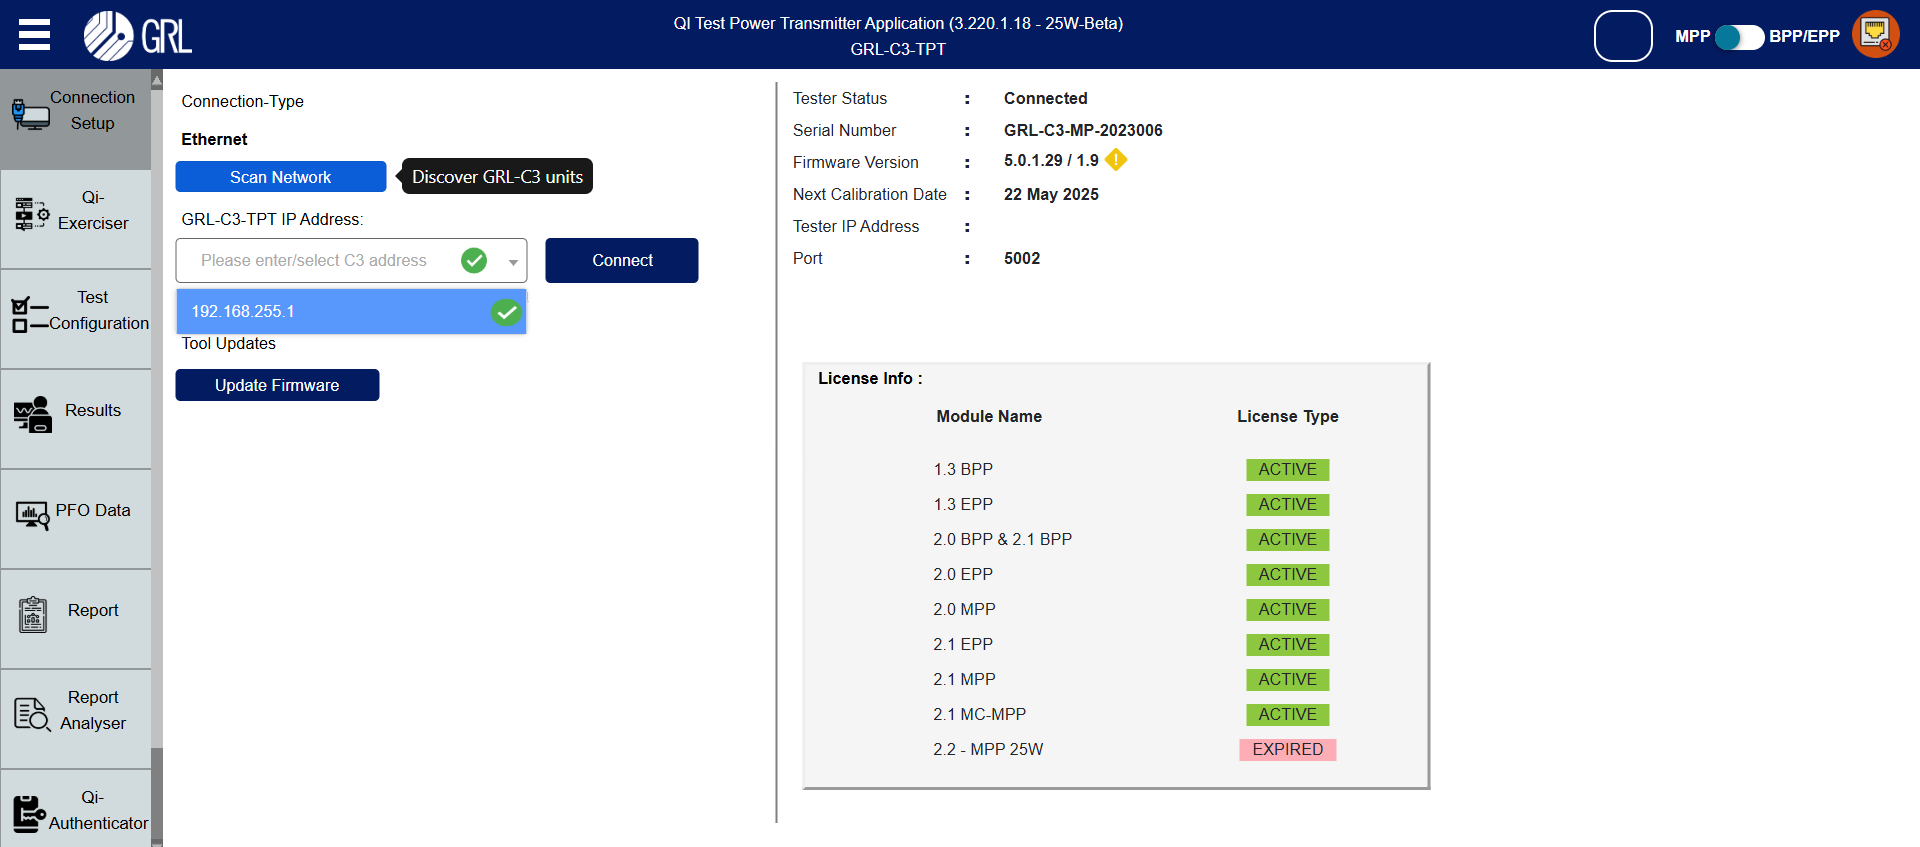 GRL
QI Test Power Transmitter Application (3.220.1.18 - 25W-Beta)
GRL-C3-TPT
MPP
BPP/EPP
Connection
Setup
Qi-
Exerciser
Test
Configuration
Results
PFO Data
Report
Report
Analyser
Qi-
Authenticator
Connection-Type
Ethernet
Scan Network
Discover GRL-C3 units
GRL-C3-TPT IP Address:
Please enter/select C3 address
Connect
192.168.255.1
Tool Updates
Update Firmware
Tester Status : Connected
Serial Number : GRL-C3-MP-2023006
Firmware Version : 5.0.1.29 / 1.9
Next Calibration Date : 22 May 2025
Tester IP Address :
Port : 5002
License Info :
Module Name License Type
1.3 BPP ACTIVE
1.3 EPP ACTIVE
2.0 BPP & 2.1 BPP ACTIVE
2.0 EPP ACTIVE
2.0 MPP ACTIVE
2.1 EPP ACTIVE
2.1 MPP ACTIVE
2.1 MC-MPP ACTIVE
2.2 - MPP 25W EXPIRED